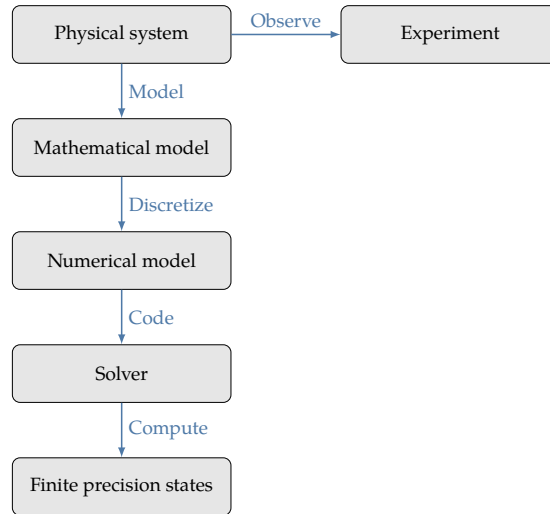 Physical system
Observe
Experiment
Model
Mathematical model
Discretize
Numerical model
Code
Solver
Compute
Finite precision states